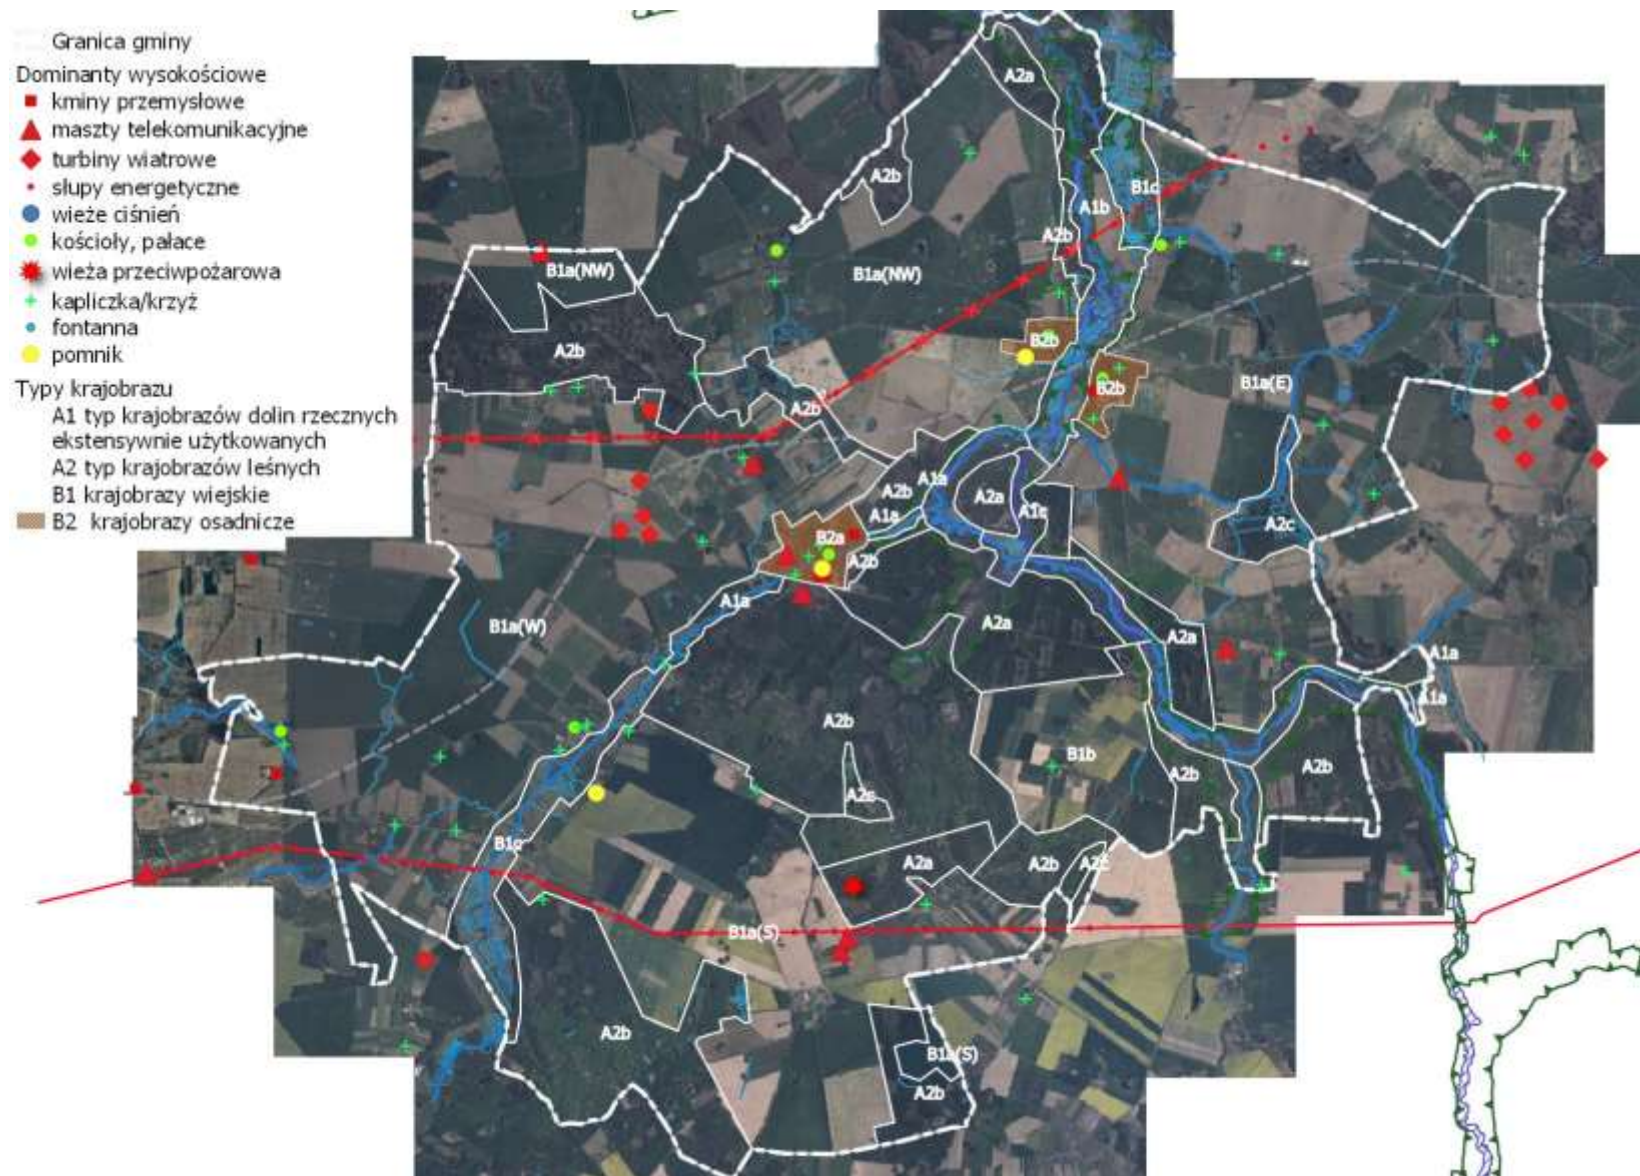 Granica gminy
Dominanty wysokościowe
kminy przemysłowe
maszty telekomunikacyjne
turbiny wiatrowe
słupy energetyczne
wieże ciśnień
kościoły, pałace
wieża przeciwpożarowa
kapliczka/krzyż
fontanna
pomnik
Typy krajobrazu
A1 typ krajobrazów dolin rzecznych
ekstensywnie użytkowanych
A2 typ krajobrazów leśnych
B1 krajobrazy wiejskie
B2 krajobrazy osadnicze
A2a
A2b
B1c
A1b
A2b
B1a(NW)
B1a(NW)
B2b
A2b
B2b
B1a(E)
A2b
A1a
A2b
A2a
A1a
A1c
A2c
B2a
A2b
A1a
A2a
B1a(W)
A2a
A1a
A1a
A2b
B1b
A2b
A2b
A2c
B1c
A2a
A2b
A2c
B1a(S)
A2b
B1a(S)
A2b